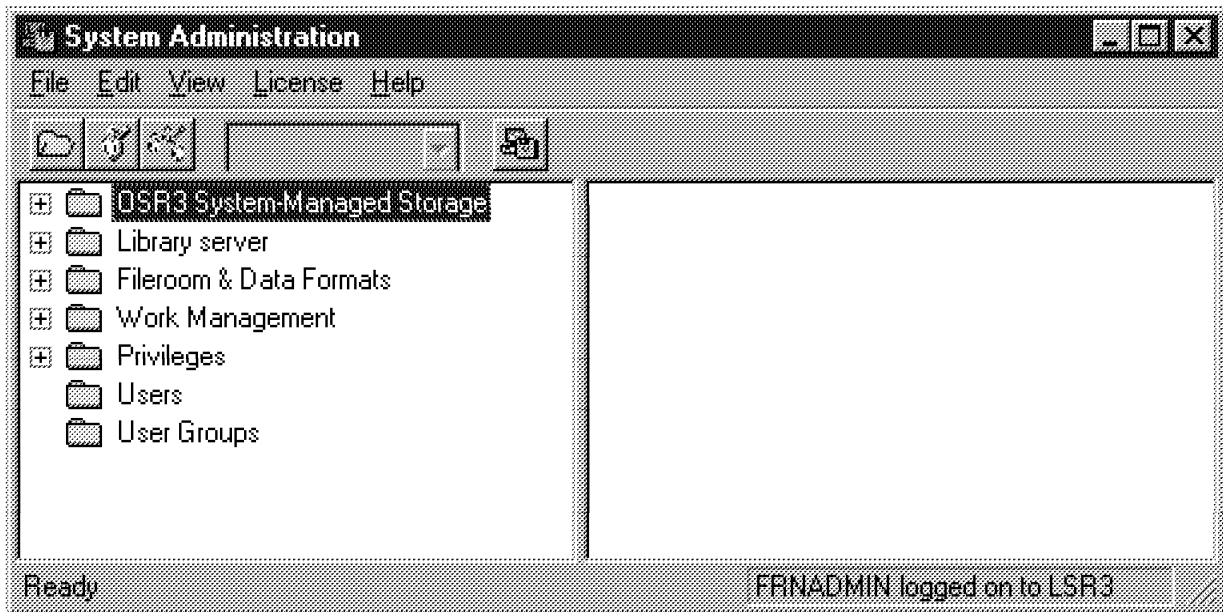 System Administration
File Edit View License Help
OSR3 System-Managed Storage
Library server
Fileroom & Data Formats
Work Management
Privileges
Users
User Groups
Ready FRNADMIN logged on to LSR3